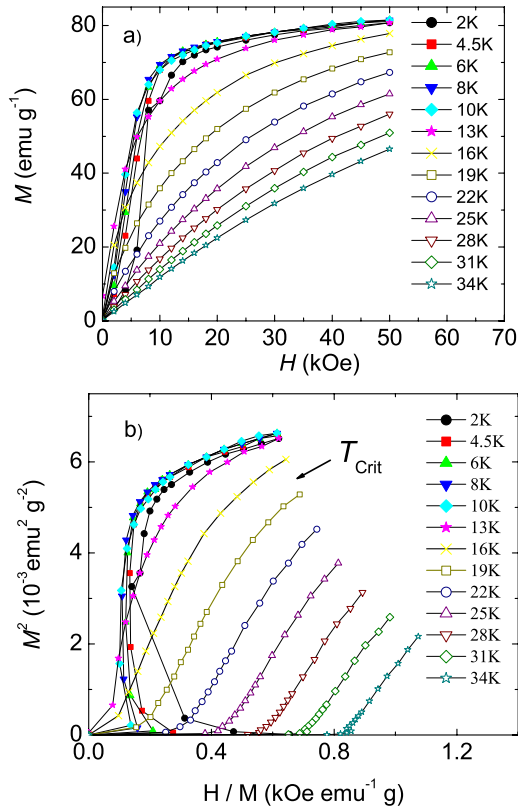 a)
M (emu g⁻¹)
80
60
40
20
0
0 10 20 30 40 50 60 70
H (kOe)
2K
4.5K
6K
8K
10K
13K
16K
19K
22K
25K
28K
31K
34K
b)
T_Crit
M² (10⁻³ emu² g⁻²)
6
4
2
0
0.0 0.4 0.8 1.2
H / M (kOe emu⁻¹ g)
2K
4.5K
6K
8K
10K
13K
16K
19K
22K
25K
28K
31K
34K